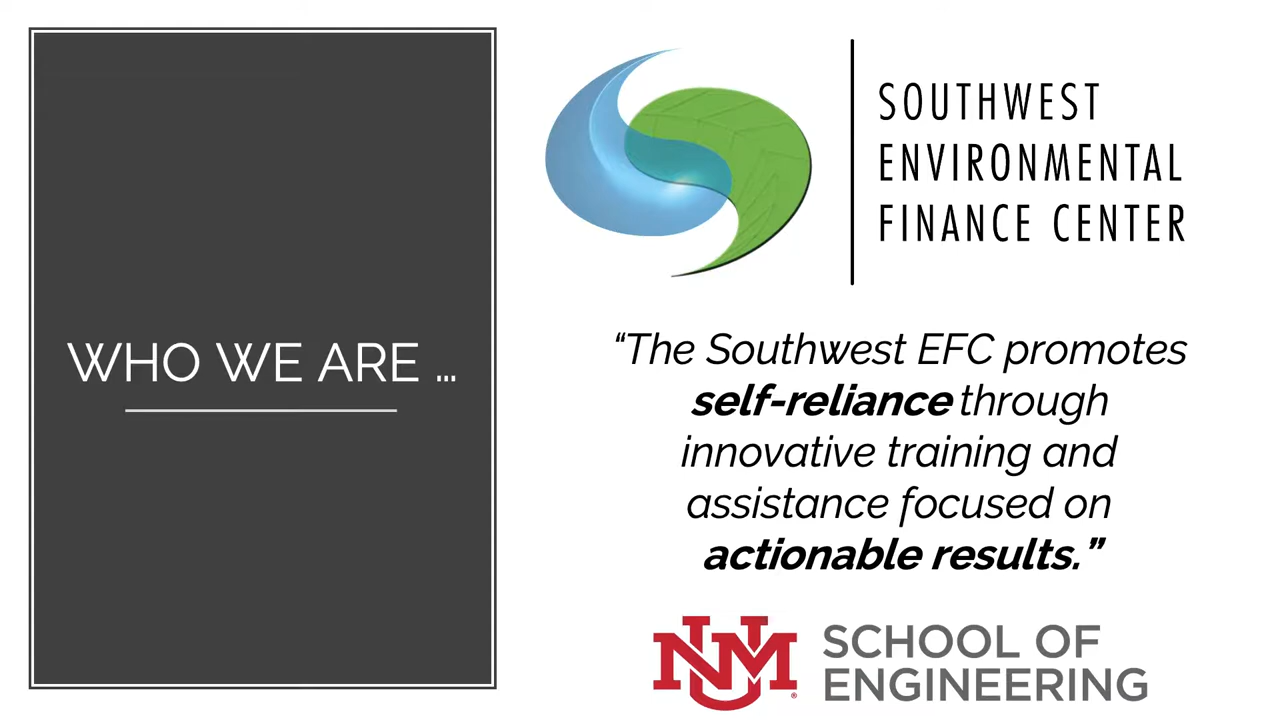 WHO WE ARE ...
SOUTHWEST
ENVIRONMENTAL
FINANCE CENTER
“The Southwest EFC promotes
self-reliance through
innovative training and
assistance focused on
actionable results.”
UNM® SCHOOL OF
ENGINEERING